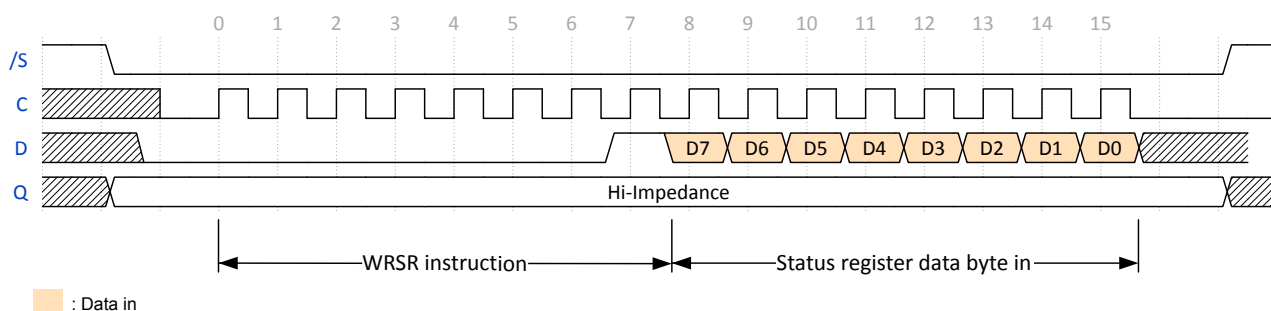 0 1 2 3 4 5 6 7 8 9 10 11 12 13 14 15
/S
C
D D7 D6 D5 D4 D3 D2 D1 D0
Q Hi-Impedance
WRSR instruction Status register data byte in
: Data in